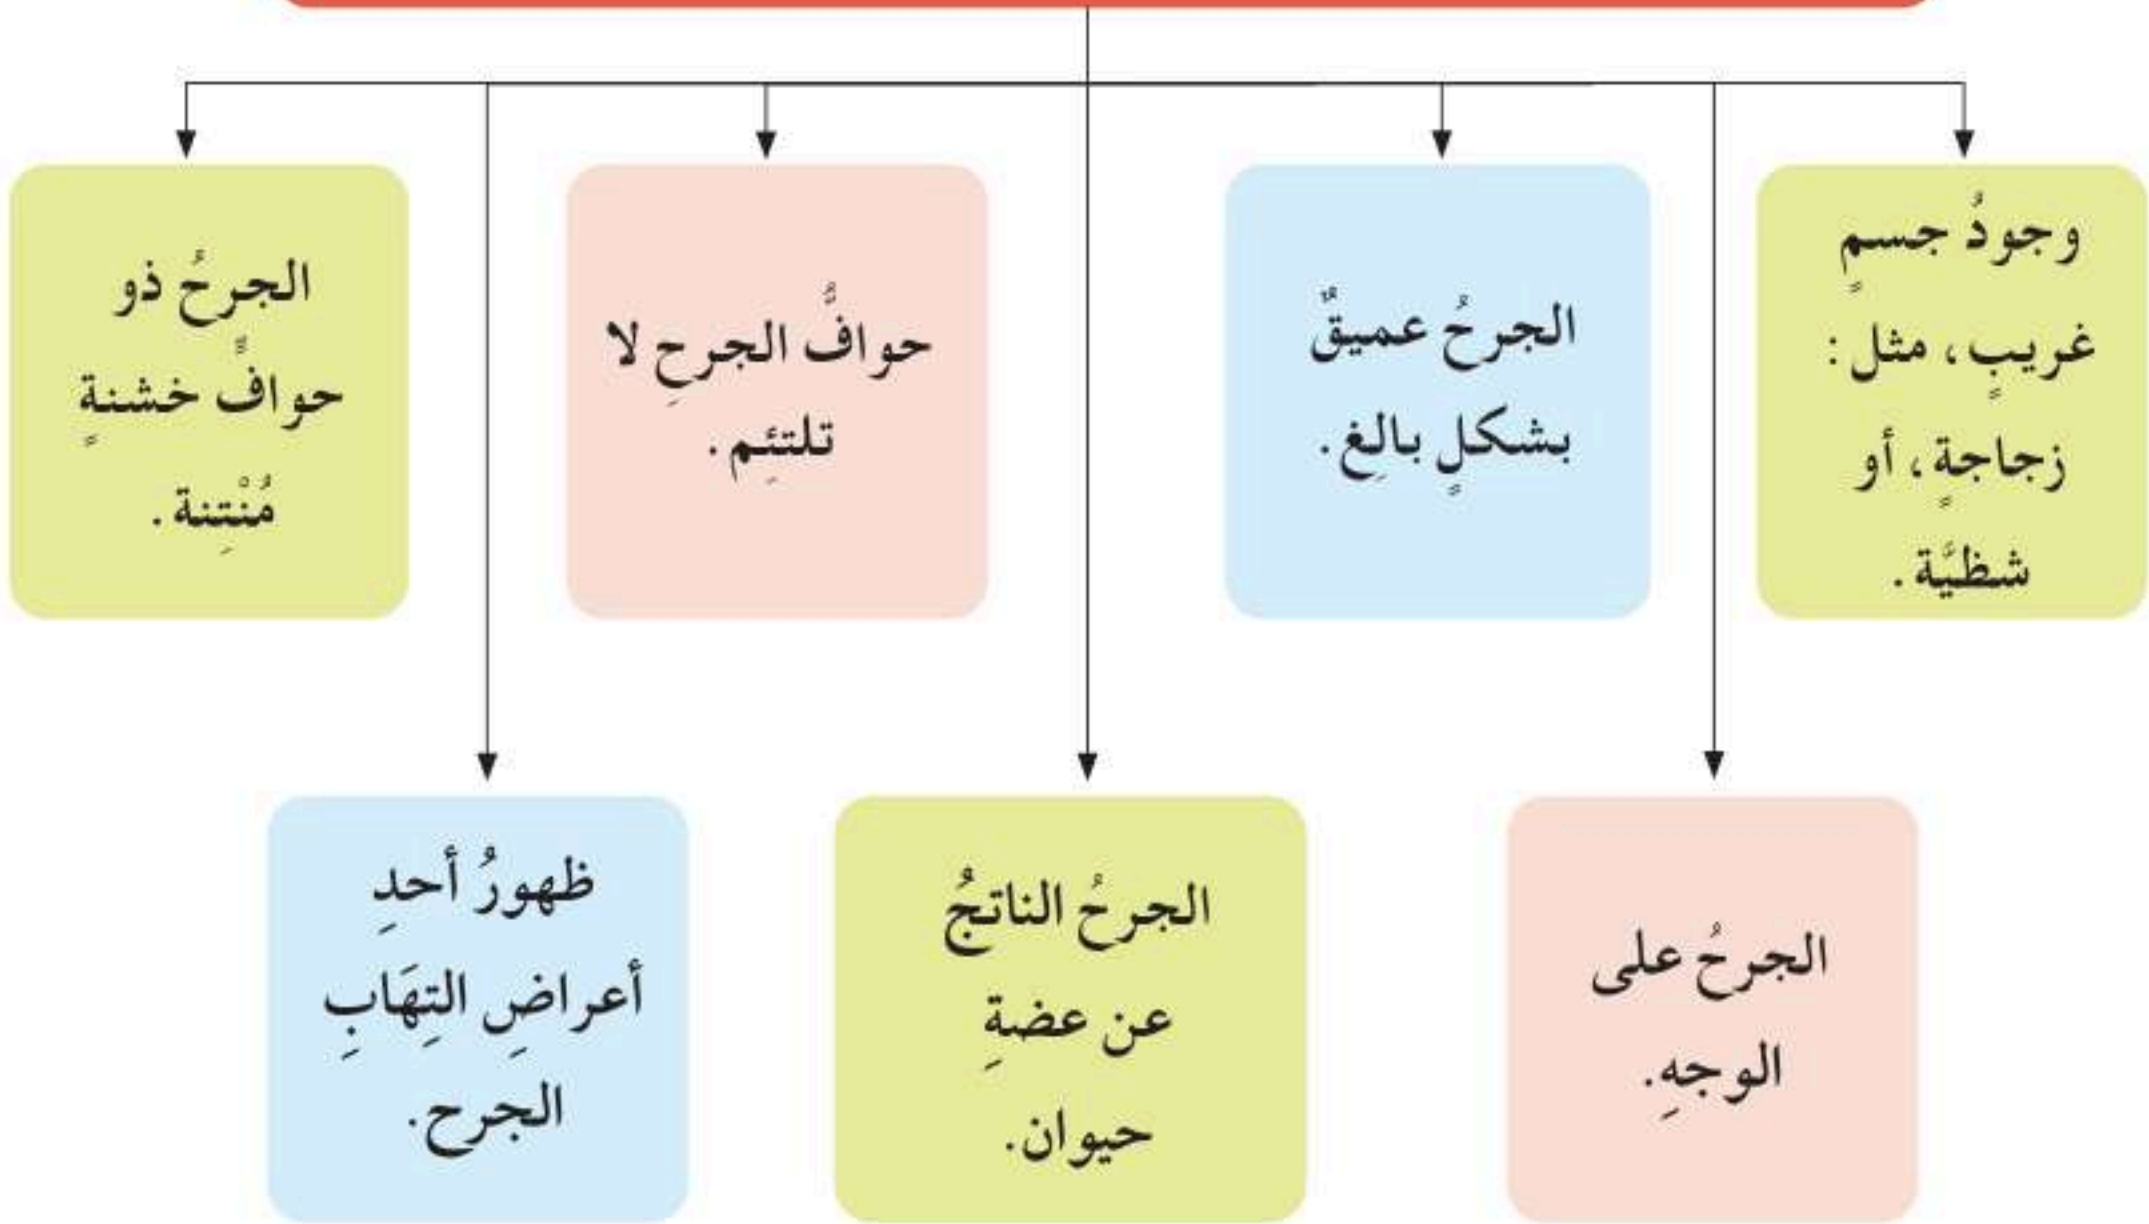 وجودُ جسمٍ
غريبٍ، مثل:
زجاجةٍ، أو
شظيَّة.
الجرحُ عميقٌ
بشكلٍ بالِغ.
حوافُّ الجرحِ لا
تلتئِم.
الجرحُ ذو
حوافٍّ خشنةٍ
مُنْتِنة.
الجرحُ على
الوجهِ.
الجرحُ الناتجُ
عن عضةِ
حيوان.
ظهورُ أحدِ
أعراضِ التِهَابِ
الجرح.